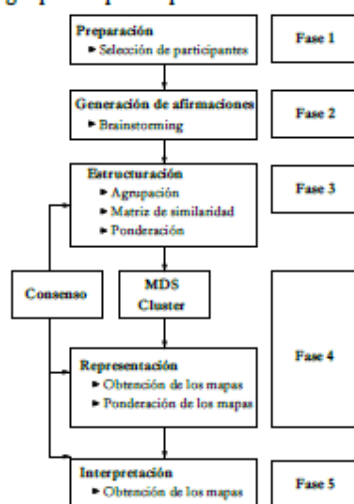 Preparación
► Selección de participantes
Fase 1
Generación de afirmaciones
► Brainstorming
Fase 2
Estructuración
► Agrupación
► Matriz de similaridad
► Ponderación
Fase 3
Consenso
MDS
Cluster
Representación
► Obtención de los mapas
► Ponderación de los mapas
Fase 4
Interpretación
► Obtención de los mapas
Fase 5